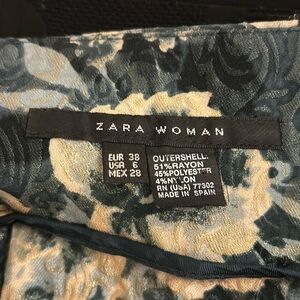 ZARA WOMAN
EUR 38
USA 6
MEX 28
OUTERSHELL:
51%RAYON
45%POLYESTER
4%NYLON
RN (USA) 77302
MADE IN SPAIN